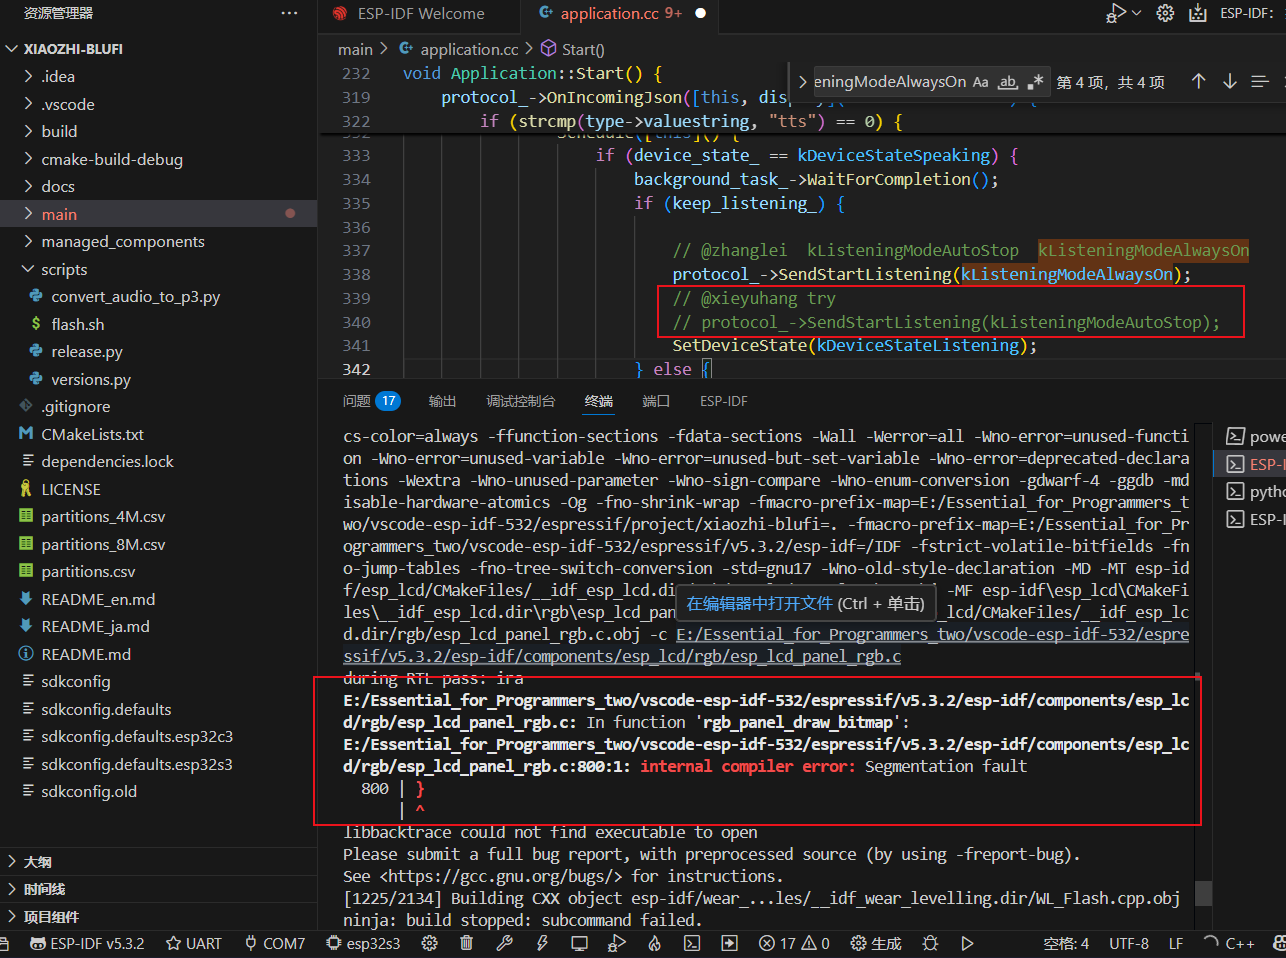 资源管理器
ESP-IDF Welcome
application.cc 9+
ESP-IDF:
XIAOZHI-BLUFI
.idea
.vscode
build
cmake-build-debug
docs
main
managed_components
scripts
convert_audio_to_p3.py
flash.sh
release.py
versions.py
.gitignore
CMakeLists.txt
dependencies.lock
LICENSE
partitions_4M.csv
partitions_8M.csv
partitions.csv
README_en.md
README_ja.md
README.md
sdkconfig
sdkconfig.defaults
sdkconfig.defaults.esp32c3
sdkconfig.defaults.esp32s3
sdkconfig.old
大纲
时间线
项目组件
main > application.cc > Start()
eningModeAlwaysOn Aa ab .* 第 4 项，共 4 项
232 void Application::Start() {
319 protocol_->OnIncomingJson([this,
322 if (strcmp(type->valuestring, "tts") == 0) {
333 if (device_state_ == kDeviceStateSpeaking) {
334 background_task_->WaitForCompletion();
335 if (keep_listening_) {
336
337 // @zhanglei kListeningModeAutoStop kListeningModeAlwaysOn
338 protocol_->SendStartListening(kListeningModeAlwaysOn);
339 // @xieyuhang try
340 // protocol_->SendStartListening(kListeningModeAutoStop);
341 SetDeviceState(kDeviceStateListening);
342 } else {
问题 17 输出 调试控制台 终端 端口 ESP-IDF
cs-color=always -ffunction-sections -fdata-sections -Wall -Werror=all -Wno-error=unused-functi
on -Wno-error=unused-variable -Wno-error=unused-but-set-variable -Wno-error=deprecated-declara
tions -Wextra -Wno-unused-parameter -Wno-sign-compare -Wno-enum-conversion -gdwarf-4 -ggdb -md
isable-hardware-atomics -Og -fno-shrink-wrap -fmacro-prefix-map=E:/Essential_for_Programmers_t
wo/vscode-esp-idf-532/espressif/project/xiaozhi-blufi=. -fmacro-prefix-map=E:/Essential_for_Pr
ogrammers_two/vscode-esp-idf-532/espressif/v5.3.2/esp-idf=/IDF -fstrict-volatile-bitfields -fn
o-jump-tables -fno-tree-switch-conversion -std=gnu17 -Wno-old-style-declaration -MD -MT esp-id
f/esp_lcd/CMakeFiles/__idf_esp_lcd.di -MF esp-idf\esp_lcd\CMakeFi
在编辑器中打开文件 (Ctrl + 单击)
les\__idf_esp_lcd.dir\rgb\esp_lcd_pan _lcd/CMakeFiles/__idf_esp_lc
d.dir/rgb/esp_lcd_panel_rgb.c.obj -c E:/Essential_for_Programmers_two/vscode-esp-idf-532/espre
ssif/v5.3.2/esp-idf/components/esp_lcd/rgb/esp_lcd_panel_rgb.c
during RTL pass: ira
E:/Essential_for_Programmers_two/vscode-esp-idf-532/espressif/v5.3.2/esp-idf/components/esp_lc
d/rgb/esp_lcd_panel_rgb.c: In function 'rgb_panel_draw_bitmap':
E:/Essential_for_Programmers_two/vscode-esp-idf-532/espressif/v5.3.2/esp-idf/components/esp_lc
d/rgb/esp_lcd_panel_rgb.c:800:1: internal compiler error: Segmentation fault
800 | }
| ^
libbacktrace could not find executable to open
Please submit a full bug report, with preprocessed source (by using -freport-bug).
See <https://gcc.gnu.org/bugs/> for instructions.
[1225/2134] Building CXX object esp-idf/wear_...les/__idf_wear_levelling.dir/WL_Flash.cpp.obj
ninja: build stopped: subcommand failed.
powe
ESP-I
pytho
ESP-I
ESP-IDF v5.3.2 UART COM7 esp32s3 17 0 生成 空格: 4 UTF-8 LF C++